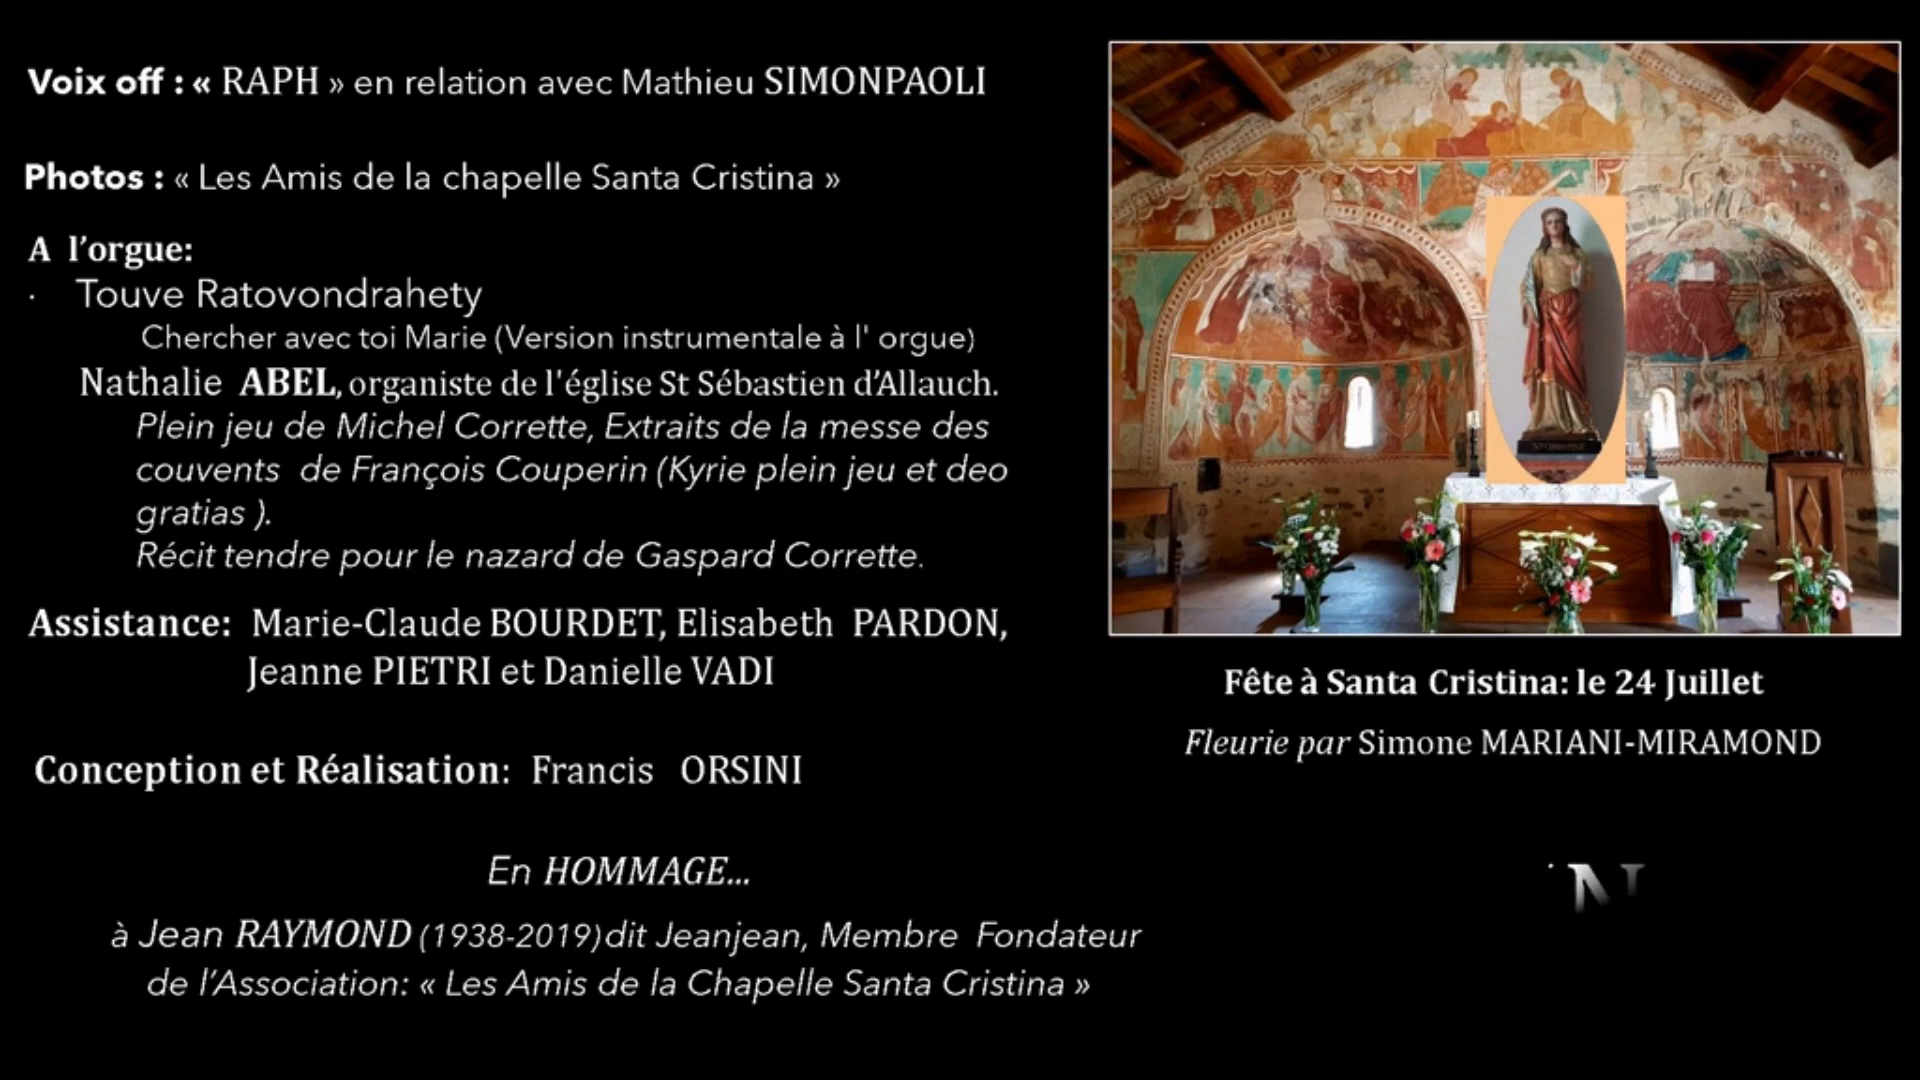 Voix off : « RAPH » en relation avec Mathieu SIMONPAOLI
Photos : « Les Amis de la chapelle Santa Cristina »
A l’orgue:
· Touve Ratovondrahety
Chercher avec toi Marie (Version instrumentale à l' orgue)
Nathalie ABEL, organiste de l'église St Sébastien d’Allauch.
Plein jeu de Michel Corrette, Extraits de la messe des
couvents de François Couperin (Kyrie plein jeu et deo
gratias ).
Récit tendre pour le nazard de Gaspard Corrette.
Assistance: Marie-Claude BOURDET, Elisabeth PARDON,
Jeanne PIETRI et Danielle VADI
Conception et Réalisation: Francis ORSINI
En HOMMAGE...
à Jean RAYMOND (1938-2019)dit Jeanjean, Membre Fondateur
de l’Association: « Les Amis de la Chapelle Santa Cristina »
Fête à Santa Cristina: le 24 Juillet
Fleurie par Simone MARIANI-MIRAMOND